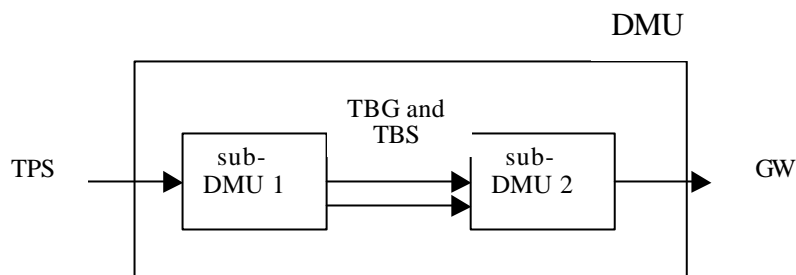 DMU
TBG and
TBS
TPS
sub-
DMU 1
sub-
DMU 2
GW